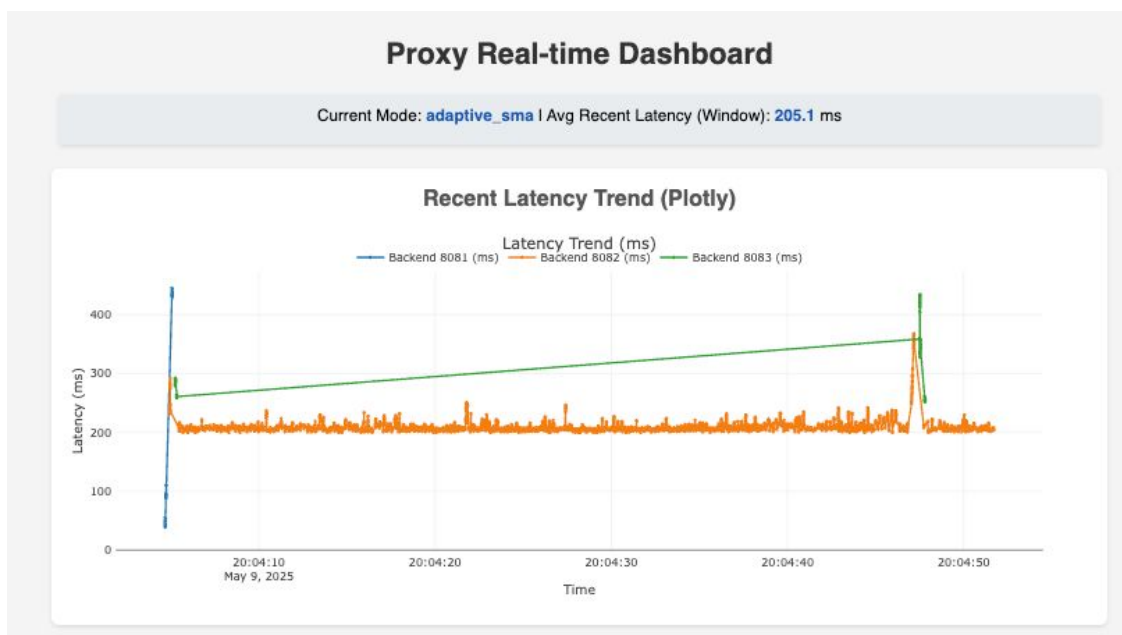 Proxy Real-time Dashboard
Current Mode: adaptive_sma | Avg Recent Latency (Window): 205.1 ms
Recent Latency Trend (Plotly)
Latency Trend (ms)
Backend 8081 (ms) Backend 8082 (ms) Backend 8083 (ms)
400
300
200
100
0
Latency (ms)
20:04:10 20:04:20 20:04:30 20:04:40 20:04:50
May 9, 2025
Time